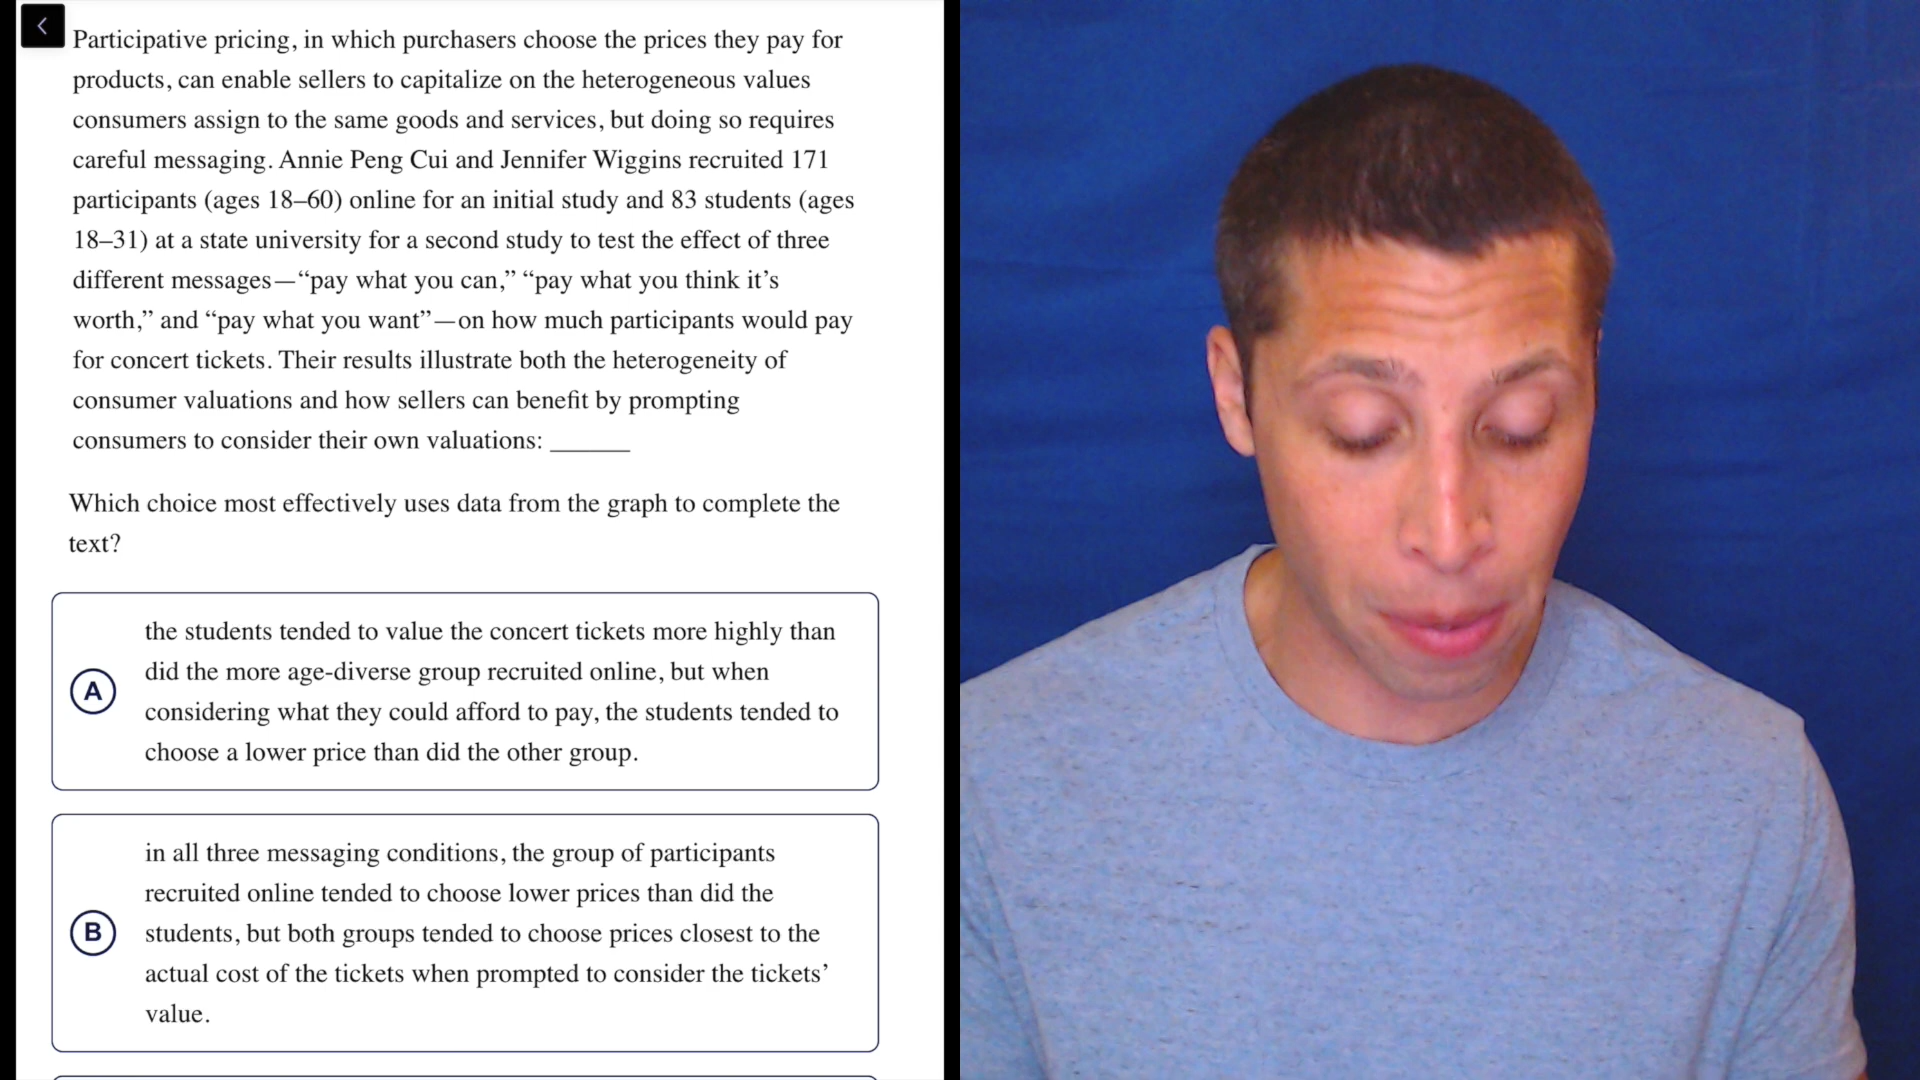 Participative pricing, in which purchasers choose the prices they pay for
products, can enable sellers to capitalize on the heterogeneous values
consumers assign to the same goods and services, but doing so requires
careful messaging. Annie Peng Cui and Jennifer Wiggins recruited 171
participants (ages 18–60) online for an initial study and 83 students (ages
18–31) at a state university for a second study to test the effect of three
different messages—“pay what you can,” “pay what you think it’s
worth,” and “pay what you want”—on how much participants would pay
for concert tickets. Their results illustrate both the heterogeneity of
consumer valuations and how sellers can benefit by prompting
consumers to consider their own valuations: ______
Which choice most effectively uses data from the graph to complete the
text?
A
the students tended to value the concert tickets more highly than
did the more age-diverse group recruited online, but when
considering what they could afford to pay, the students tended to
choose a lower price than did the other group.
B
in all three messaging conditions, the group of participants
recruited online tended to choose lower prices than did the
students, but both groups tended to choose prices closest to the
actual cost of the tickets when prompted to consider the tickets’
value.